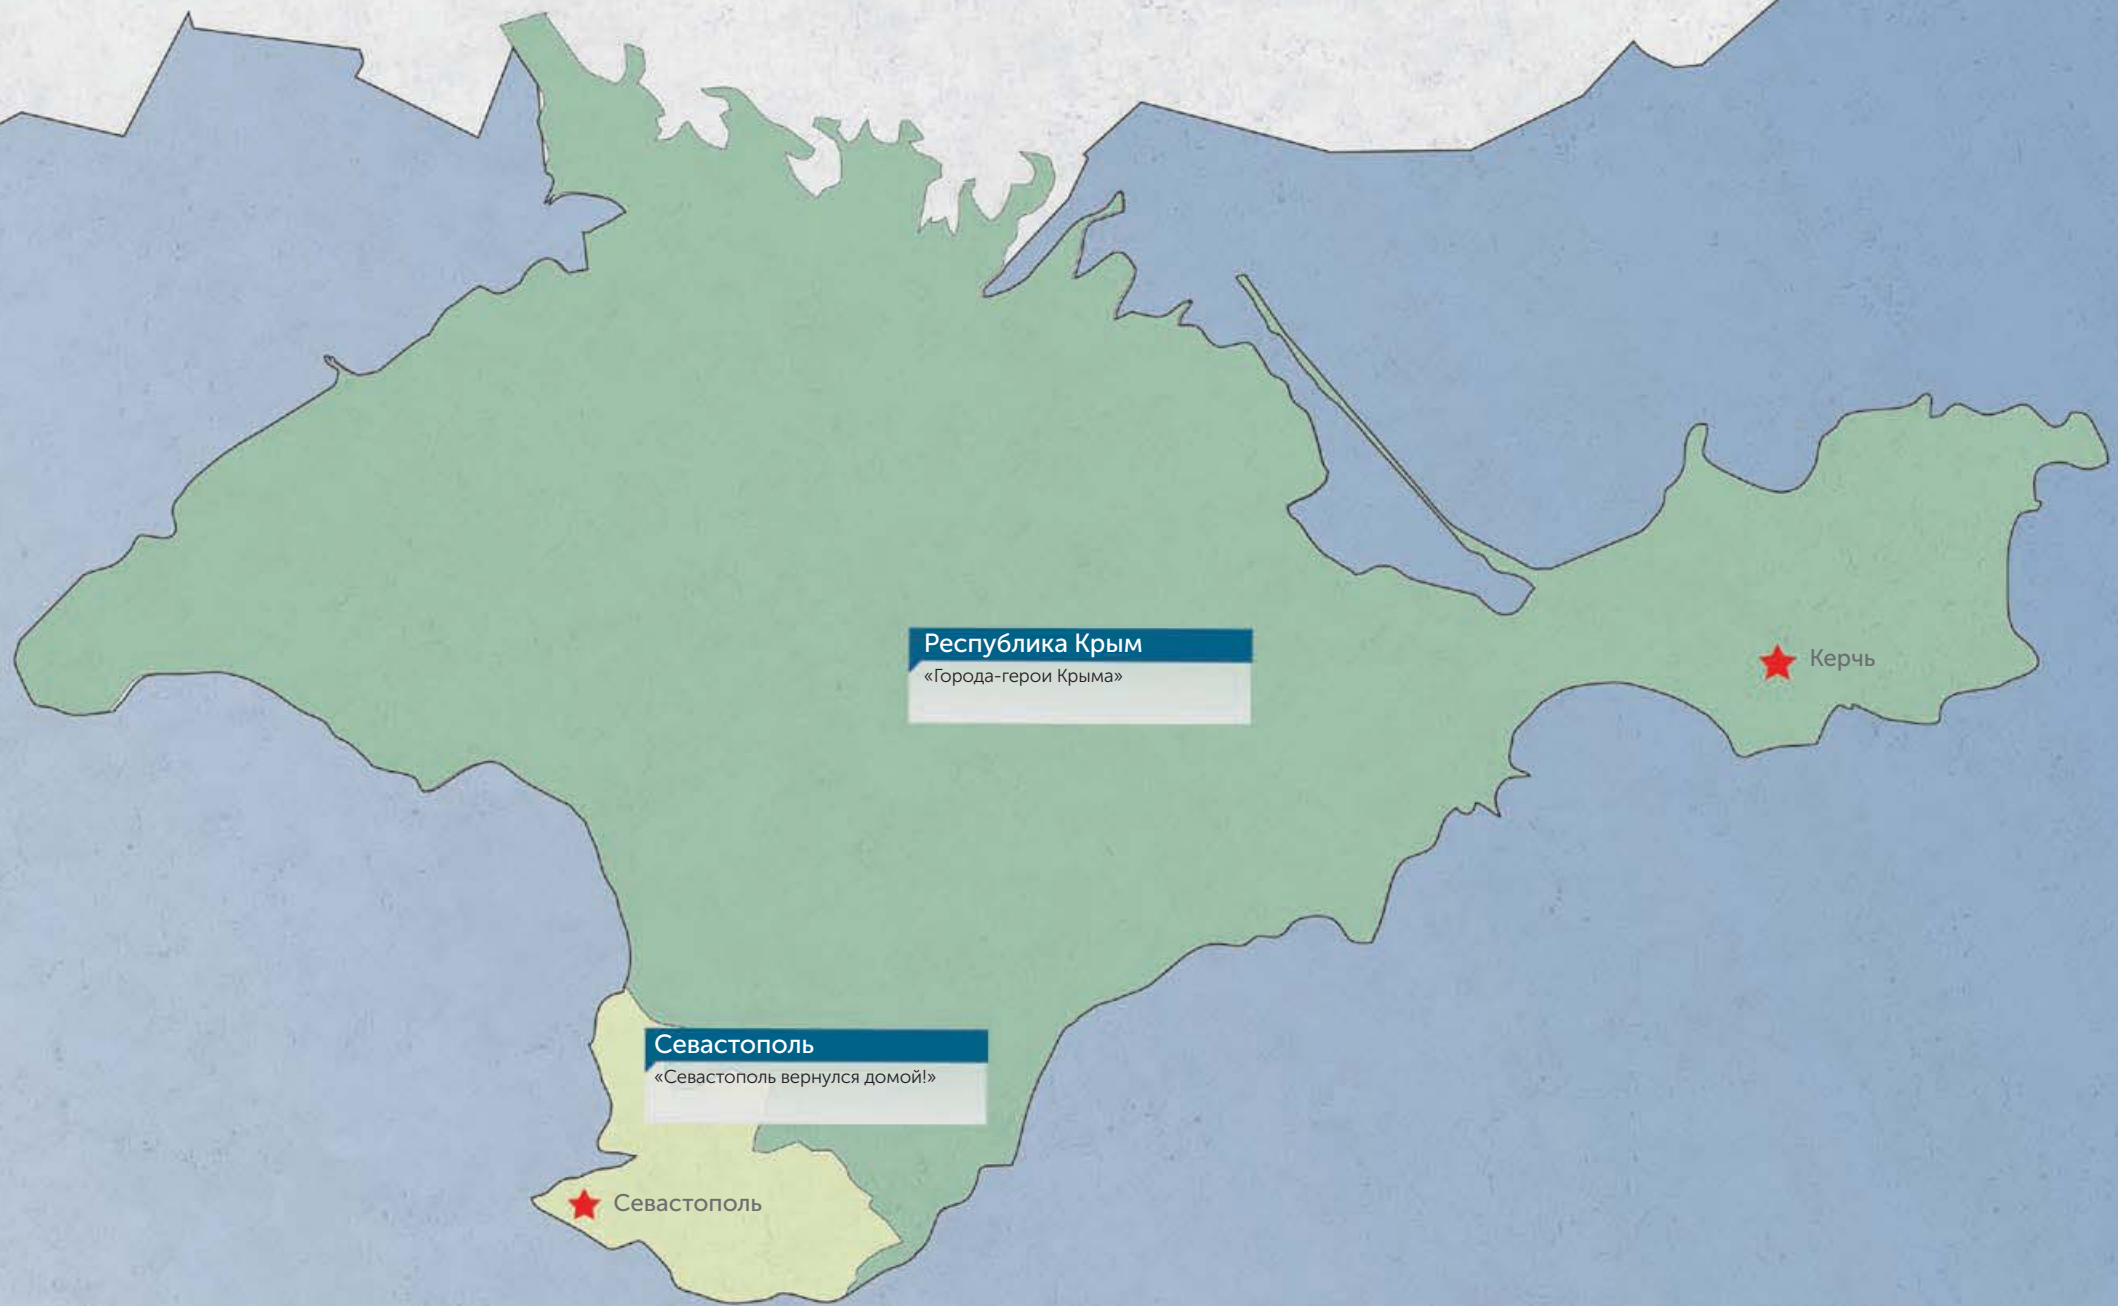 Республика Крым
«Города-герои Крыма»
Керчь
Севастополь
«Севастополь вернулся домой!»
Севастополь